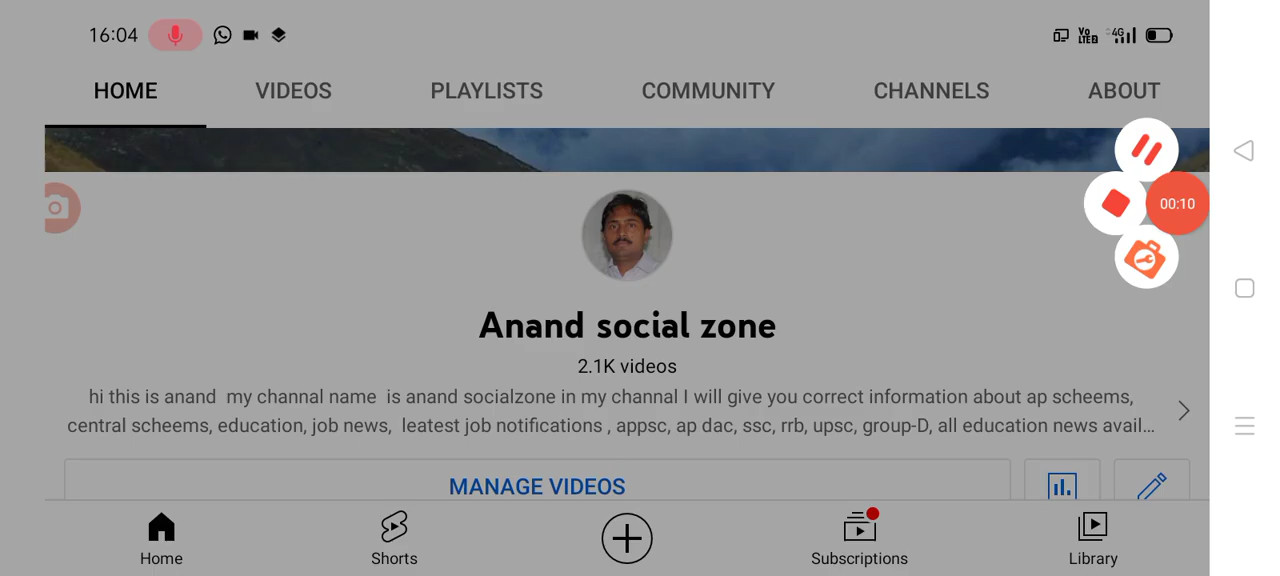 16:04
VoLTE 4G
HOME VIDEOS PLAYLISTS COMMUNITY CHANNELS ABOUT
00:10
Anand social zone
2.1K videos
hi this is anand my channal name is anand socialzone in my channal I will give you correct information about ap scheems,
central scheems, education, job news, leatest job notifications , appsc, ap dac, ssc, rrb, upsc, group-D, all education news avail...
MANAGE VIDEOS
Home Shorts Subscriptions Library